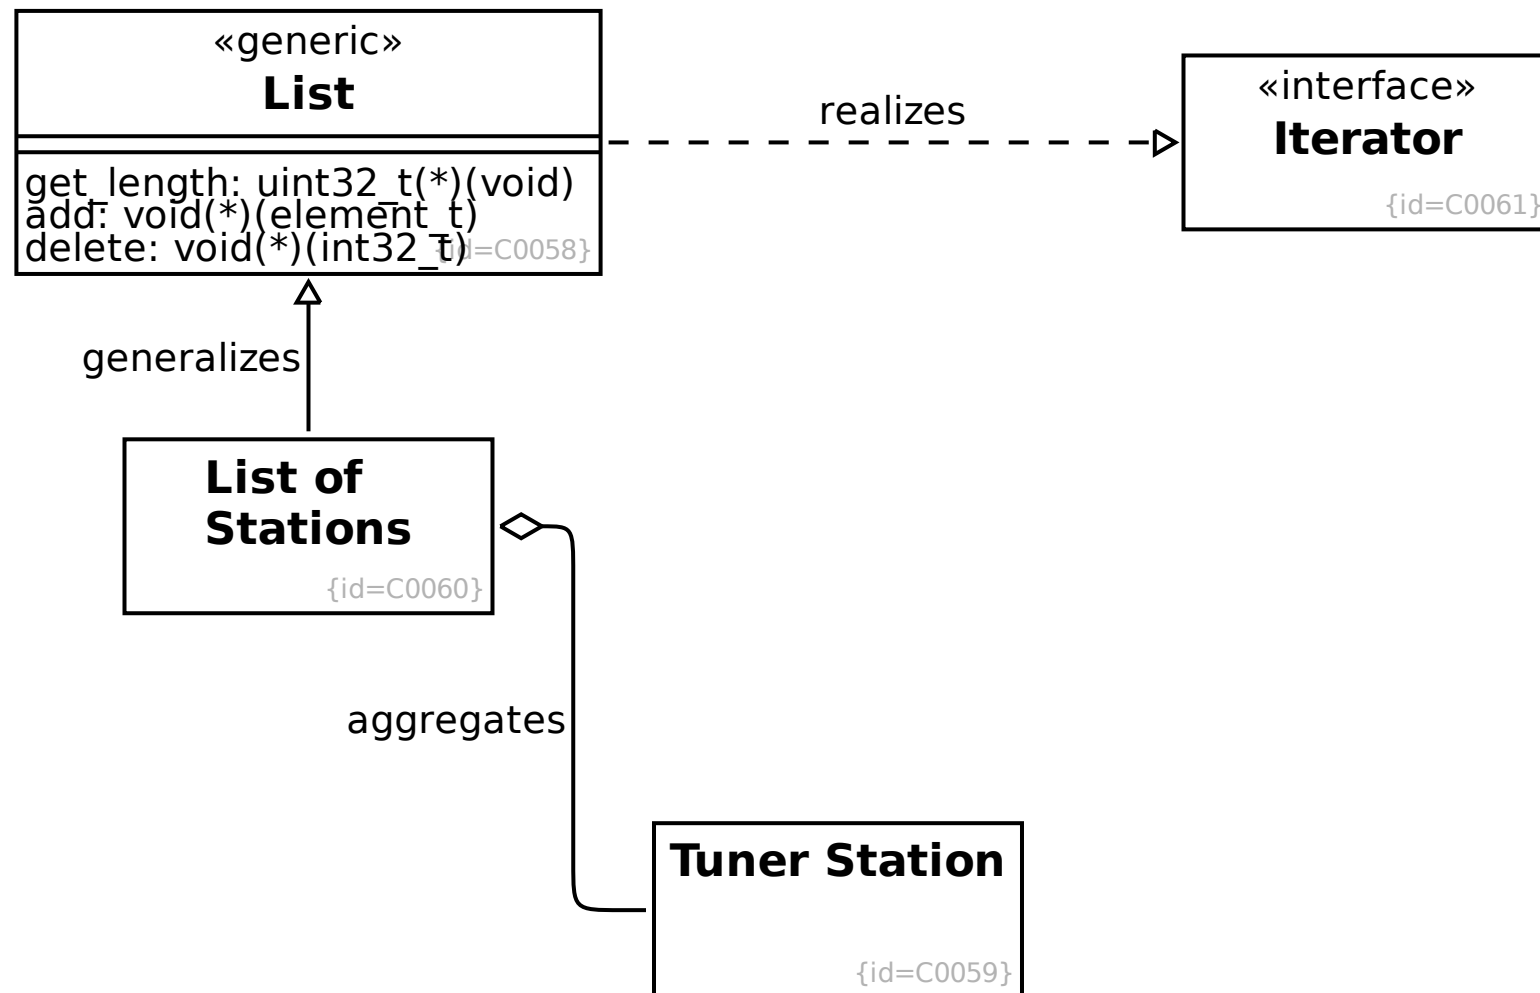 «generic»
List
get_length: uint32_t(*)(void)
add: void(*)(element_t)
delete: void(*)(int32_t)
{id=C0058}
realizes
«interface»
Iterator
{id=C0061}
generalizes
List of
Stations
{id=C0060}
aggregates
Tuner Station
{id=C0059}